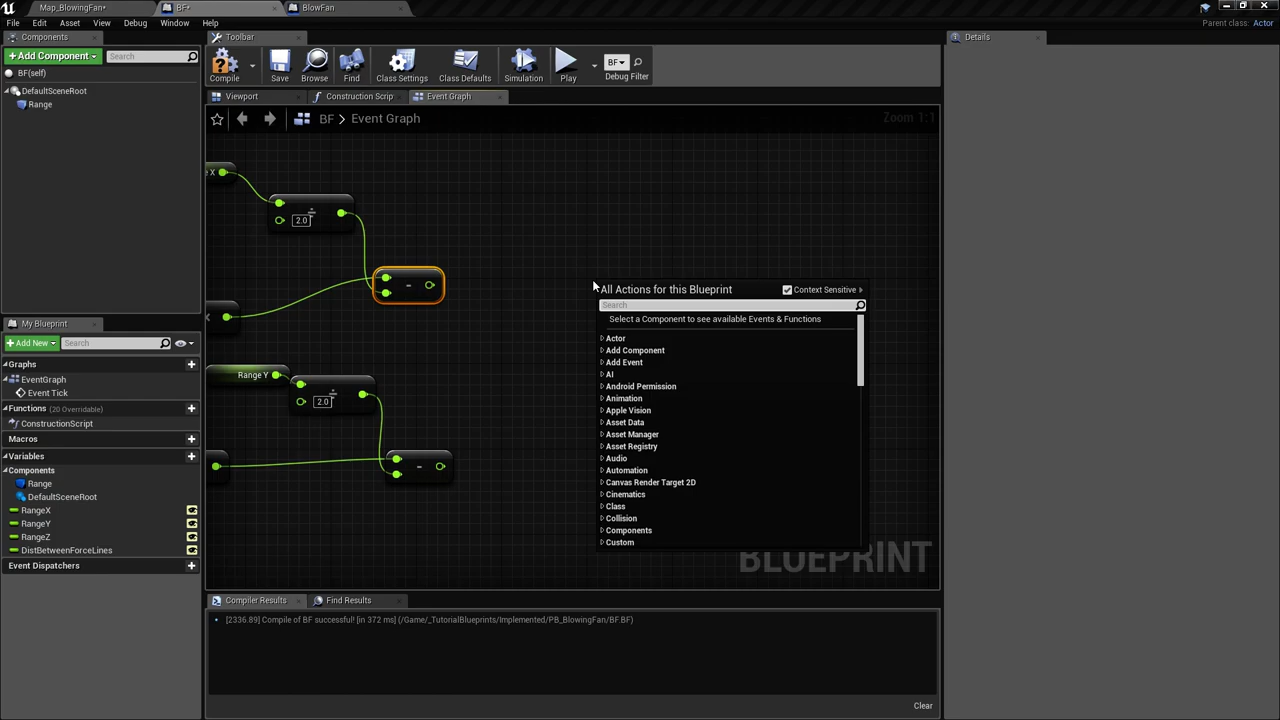 Map_BlowingFan•
BF•
BlowFan
File Edit Asset View Debug Window Help
Parent class: Actor
Components
+Add Component
Search
BF(self)
DefaultSceneRoot
Range
Toolbar
Compile
Save
Browse
Find
Class Settings
Class Defaults
Simulation
Play
BF
Debug Filter
Details
Viewport
Construction Scrip
Event Graph
BF > Event Graph
Zoom 1:1
e X
2.0
÷
-
Range Y
2.0
÷
-
All Actions for this Blueprint
Context Sensitive
Search
Select a Component to see available Events & Functions
Actor
Add Component
Add Event
AI
Android Permission
Animation
Apple Vision
Asset Data
Asset Manager
Asset Registry
Audio
Automation
Canvas Render Target 2D
Cinematics
Class
Collision
Components
Custom
BLUEPRINT
My Blueprint
+Add New
Search
Graphs
EventGraph
Event Tick
Functions (20 Overridable)
ConstructionScript
Macros
Variables
Components
Range
DefaultSceneRoot
RangeX
RangeY
RangeZ
DistBetweenForceLines
Event Dispatchers
Compiler Results
Find Results
[2336.89] Compile of BF successful! [in 372 ms] (/Game/_TutorialBlueprints/Implemented/PB_BlowingFan/BF.BF)
Clear